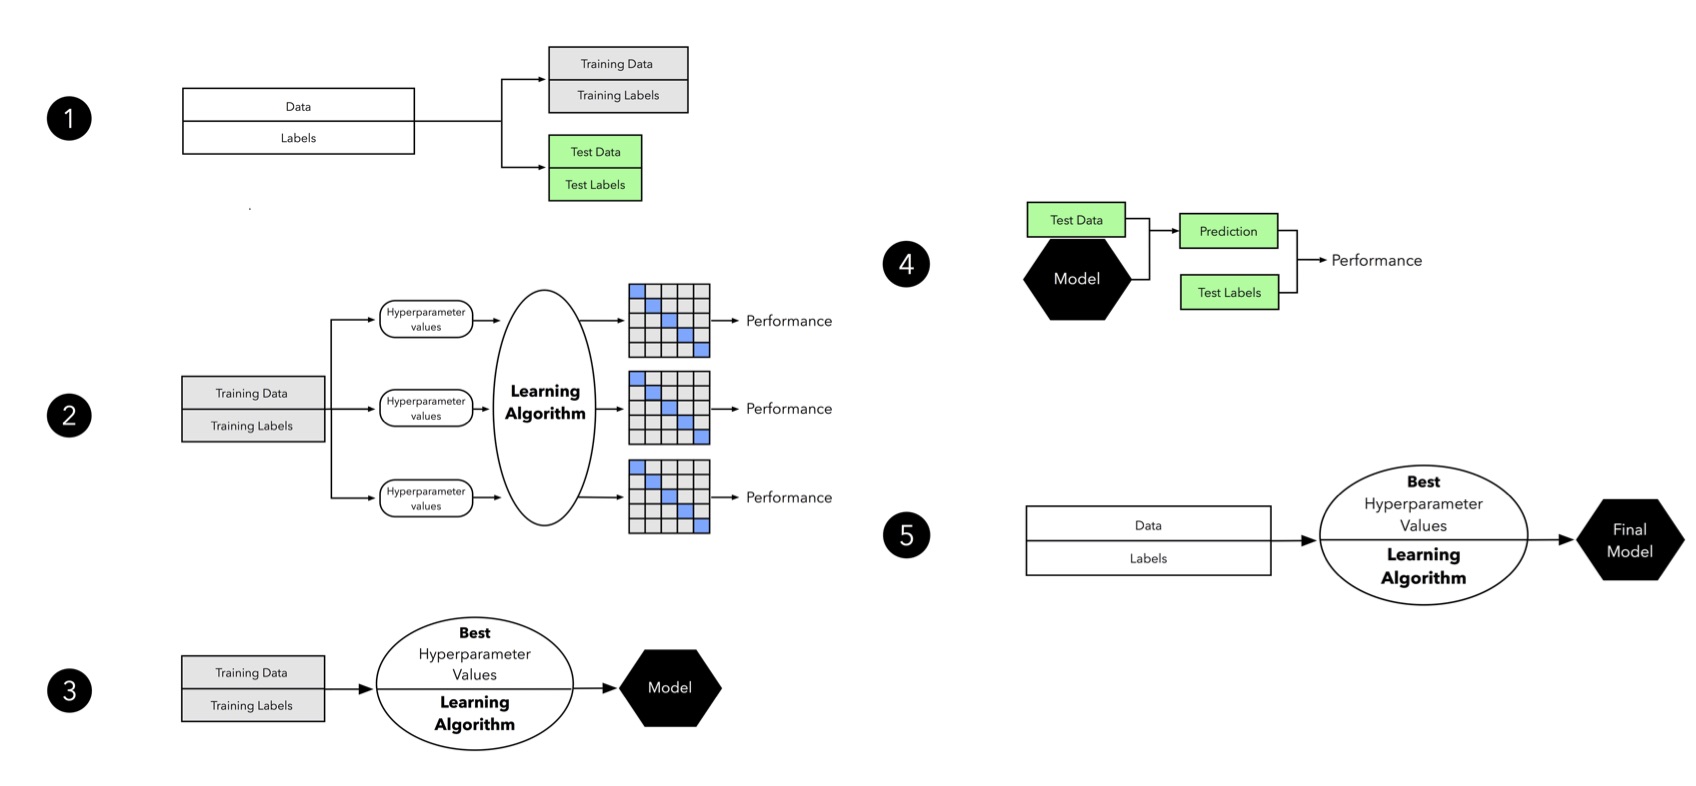 1
Data
Labels
Training Data
Training Labels
Test Data
Test Labels
2
Training Data
Training Labels
Hyperparameter
values
Hyperparameter
values
Hyperparameter
values
Learning
Algorithm
Performance
Performance
Performance
3
Training Data
Training Labels
Best
Hyperparameter
Values
Learning
Algorithm
Model
4
Test Data
Model
Prediction
Test Labels
Performance
5
Data
Labels
Best
Hyperparameter
Values
Learning
Algorithm
Final
Model